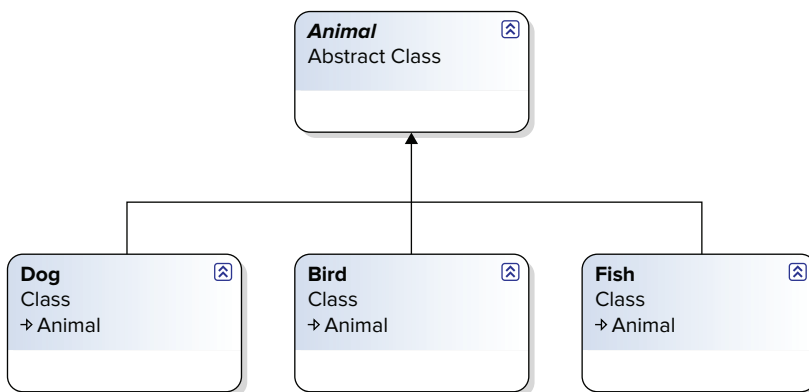 Animal
Abstract Class
Dog
Class
Animal
Bird
Class
Animal
Fish
Class
Animal